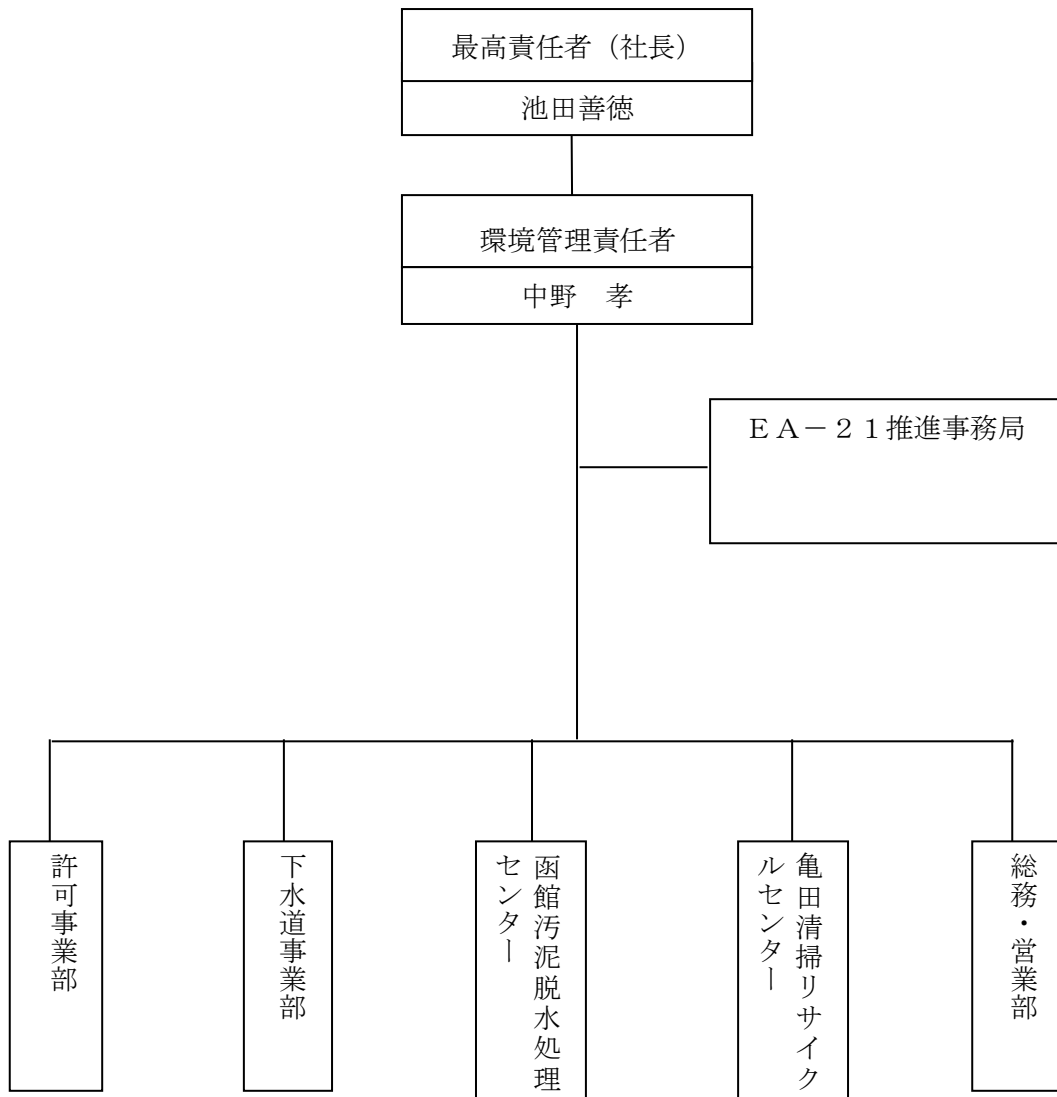 最高責任者（社長）
池田善徳
環境管理責任者
中野　孝
ＥＡ－２１推進事務局
許可事業部
下水道事業部
函館汚泥脱水処理
センター
亀田清掃リサイク
ルセンター
総務・営業部